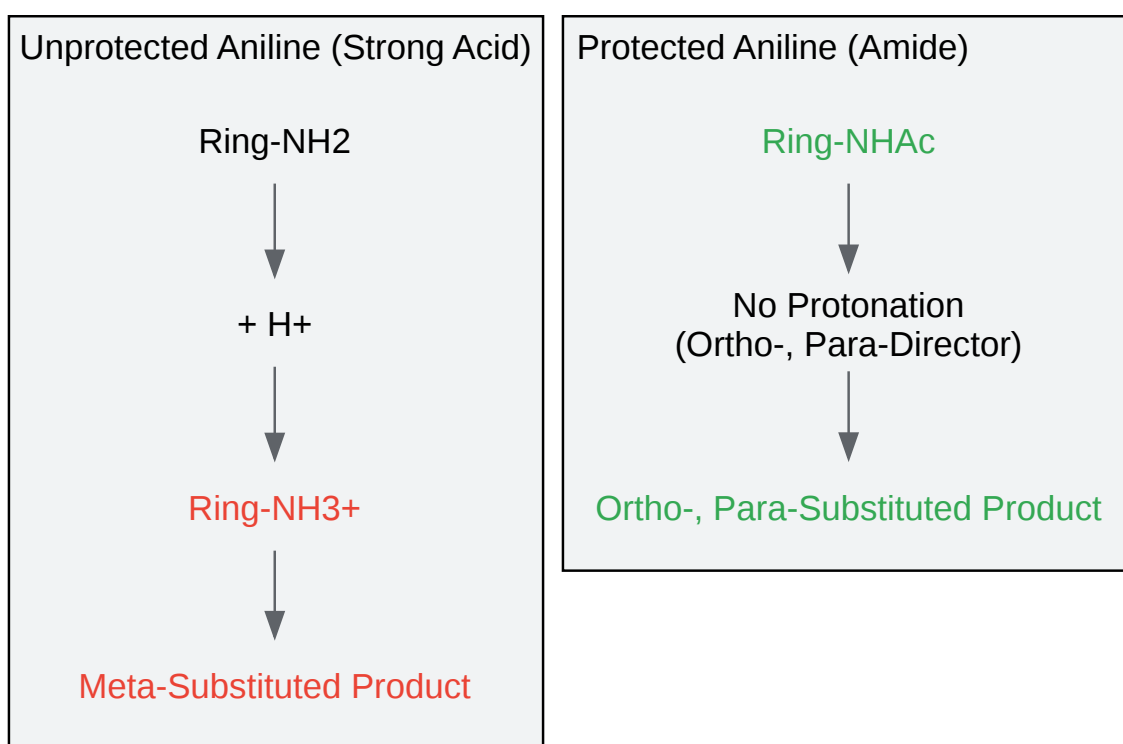 Unprotected Aniline (Strong Acid)
Ring-NH2
+ H+
Ring-NH3+
Meta-Substituted Product
Protected Aniline (Amide)
Ring-NHAc
No Protonation
(Ortho-, Para-Director)
Ortho-, Para-Substituted Product